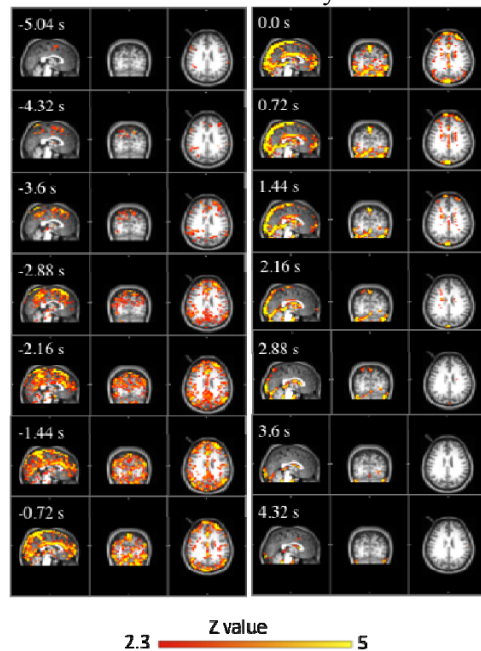 -5.04 s
-4.32 s
-3.6 s
-2.88 s
-2.16 s
-1.44 s
-0.72 s
0.0 s
0.72 s
1.44 s
2.16 s
2.88 s
3.6 s
4.32 s
Z value
2.3 5